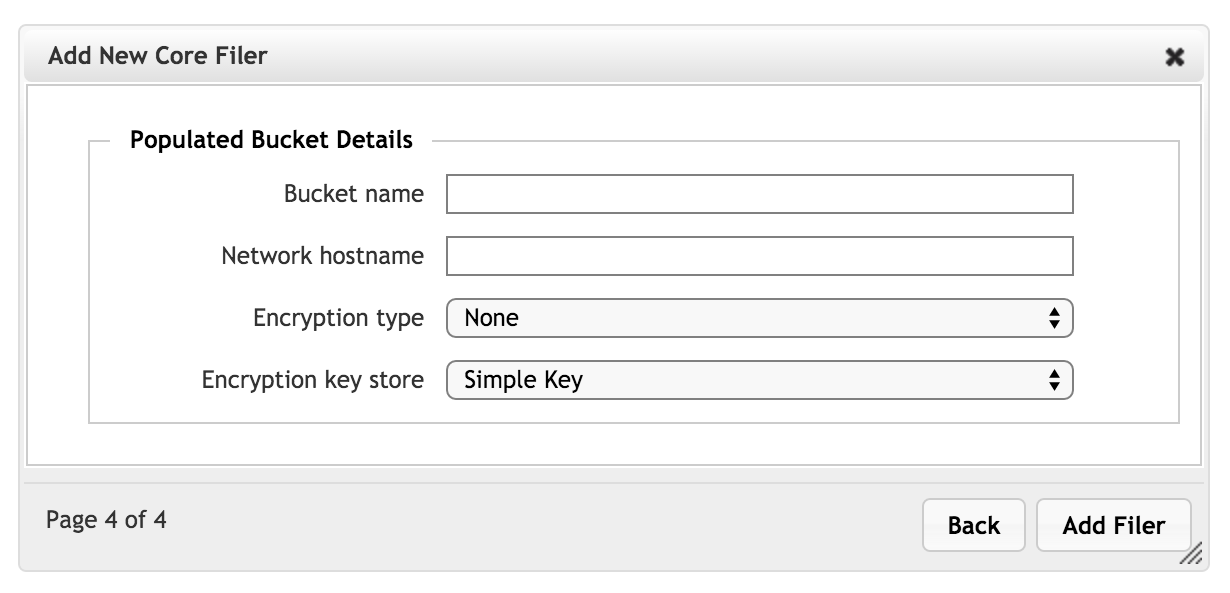 Add New Core Filer
Populated Bucket Details
Bucket name
Network hostname
Encryption type None
Encryption key store Simple Key
Page 4 of 4 Back Add Filer